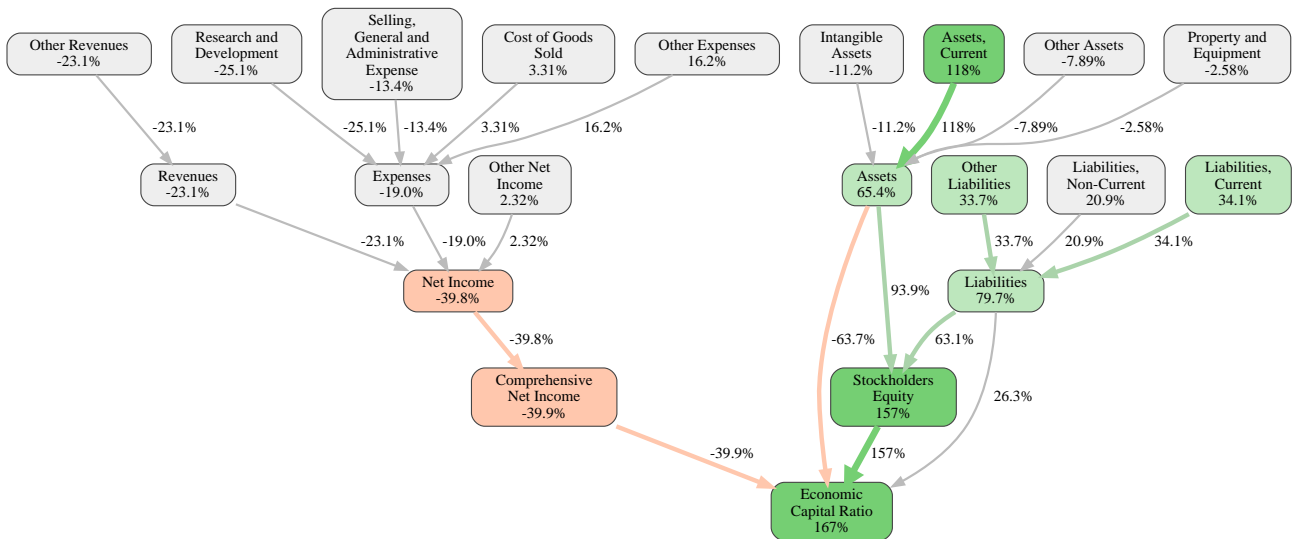 Other Revenues
-23.1%
Research and
Development
-25.1%
Selling,
General and
Administrative
Expense
-13.4%
Cost of Goods
Sold
3.31%
Other Expenses
16.2%
Intangible
Assets
-11.2%
Assets,
Current
118%
Other Assets
-7.89%
Property and
Equipment
-2.58%
-23.1%
-25.1%
-13.4%
3.31%
16.2%
-11.2%
118%
-7.89%
-2.58%
Revenues
-23.1%
Expenses
-19.0%
Other Net
Income
2.32%
Assets
65.4%
Other
Liabilities
33.7%
Liabilities,
Non-Current
20.9%
Liabilities,
Current
34.1%
-23.1%
-19.0%
2.32%
33.7%
20.9%
34.1%
Net Income
-39.8%
93.9%
Liabilities
79.7%
-39.8%
-63.7%
63.1%
Comprehensive
Net Income
-39.9%
Stockholders
Equity
157%
26.3%
-39.9%
157%
Economic
Capital Ratio
167%